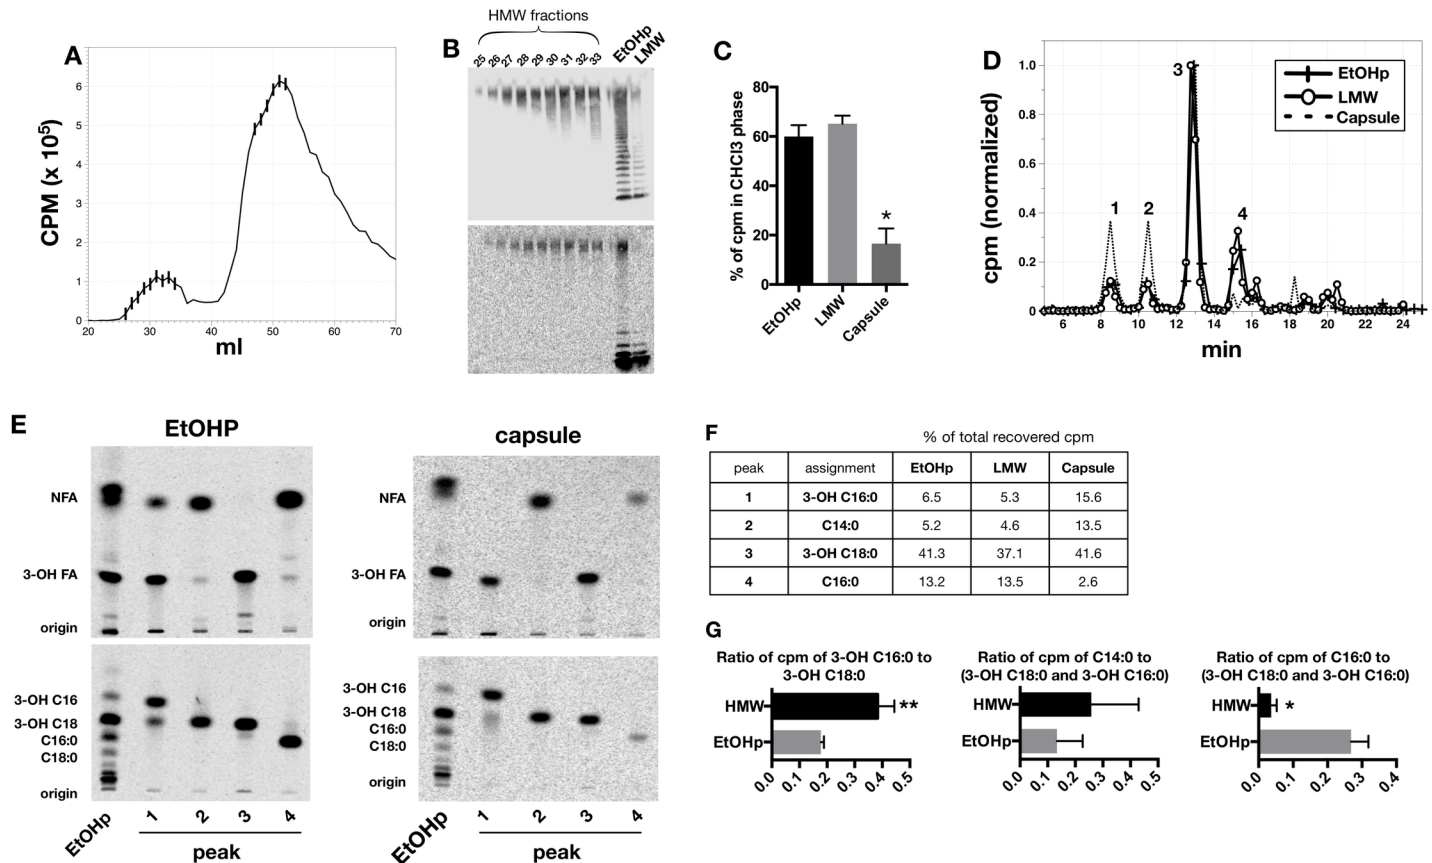 A
CPM (x 10⁵)
6
5
4
3
2
1
0
20
30
40
50
60
70
ml
B
HMW fractions
25
26
27
28
29
30
31
32
33
EtOHp
LMW
C
% of cpm in CHCl3 phase
80
60
40
20
0
*
EtOHp
LMW
Capsule
D
cpm (normalized)
1.0
0.8
0.6
0.4
0.2
0
3
1
2
4
EtOHp
LMW
Capsule
6
8
10
12
14
16
18
20
22
24
min
E
EtOHP
NFA
3-OH FA
origin
3-OH C16
3-OH C18
C16:0
C18:0
origin
EtOHp
1
2
3
4
peak
capsule
NFA
3-OH FA
origin
3-OH C16
3-OH C18
C16:0
C18:0
origin
EtOHp
1
2
3
4
peak
F
% of total recovered cpm
peak assignment EtOHp LMW Capsule
1 3-OH C16:0 6.5 5.3 15.6
2 C14:0 5.2 4.6 13.5
3 3-OH C18:0 41.3 37.1 41.6
4 C16:0 13.2 13.5 2.6
G
Ratio of cpm of 3-OH C16:0 to
3-OH C18:0
HMW
**
EtOHp
0.0
0.1
0.2
0.3
0.4
0.5
Ratio of cpm of C14:0 to
(3-OH C18:0 and 3-OH C16:0)
HMW
EtOHp
0.0
0.1
0.2
0.3
0.4
0.5
Ratio of cpm of C16:0 to
(3-OH C18:0 and 3-OH C16:0)
HMW
*
EtOHp
0.0
0.1
0.2
0.3
0.4